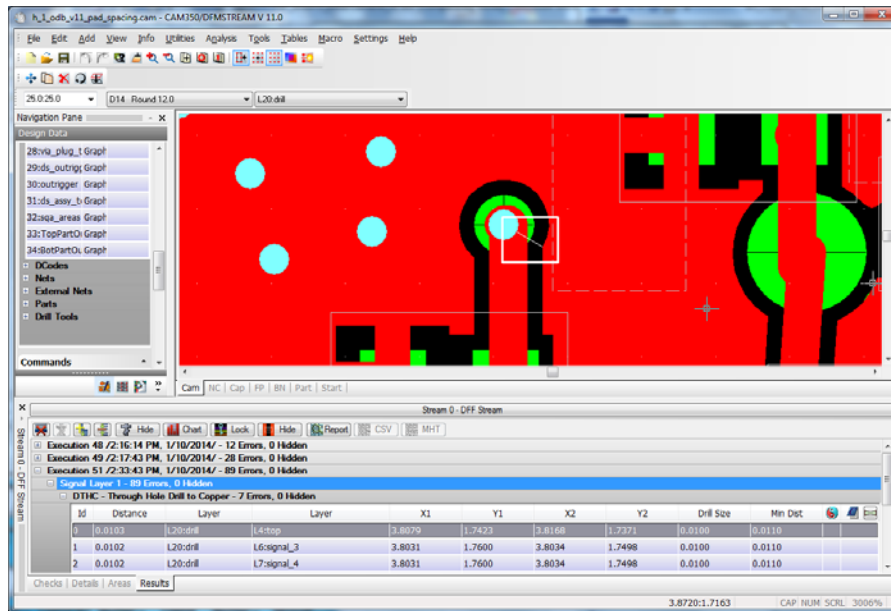 h_1_odb_v11_pad_spacing.cam - CAM350/DFMSTREAM V 11.0
File Edit Add View Info Utilities Analysis Tools Tables Macro Settings Help
25.0:25.0 D14 Round 12.0 L20:drill
Navigation Pane
Design Data
28:via_plug_t Graph
29:ds_outrigg Graph
30:outrigger Graph
31:ds_assy_b Graph
32:sqa_areas Graph
33:TopPartOu Graph
34:BotPartOu Graph
DCodes
Nets
External Nets
Parts
Drill Tools
Commands
Cam NC Cap FP BN Part Start
Stream 0 - DFF Stream
Stream 0 - DFF Stream
Hide Chart Lock Hide Report CSV MHT
Execution 48 /2:16:14 PM, 1/10/2014/ - 12 Errors, 0 Hidden
Execution 49 /2:17:43 PM, 1/10/2014/ - 28 Errors, 0 Hidden
Execution 51 /2:33:43 PM, 1/10/2014/ - 89 Errors, 0 Hidden
Signal Layer 1 - 89 Errors, 0 Hidden
DTHC - Through Hole Drill to Copper - 7 Errors, 0 Hidden
Id Distance Layer Layer X1 Y1 X2 Y2 Drill Size Min Dist
0 0.0103 L20:drill L4:top 3.8079 1.7423 3.8168 1.7371 0.0100 0.0110
1 0.0102 L20:drill L6:signal_3 3.8031 1.7600 3.8034 1.7498 0.0100 0.0110
2 0.0102 L20:drill L7:signal_4 3.8031 1.7600 3.8034 1.7498 0.0100 0.0110
Checks Details Areas Results
3.8720:1.7163 CAP NUM SCRL 3006%